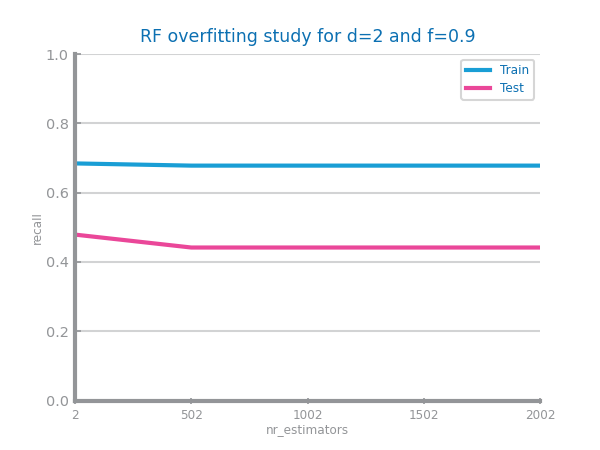 RF overfitting study for d=2 and f=0.9
Train
Test
1.0
0.8
0.6
0.4
0.2
0.0
recall
2 502 1002 1502 2002
nr_estimators